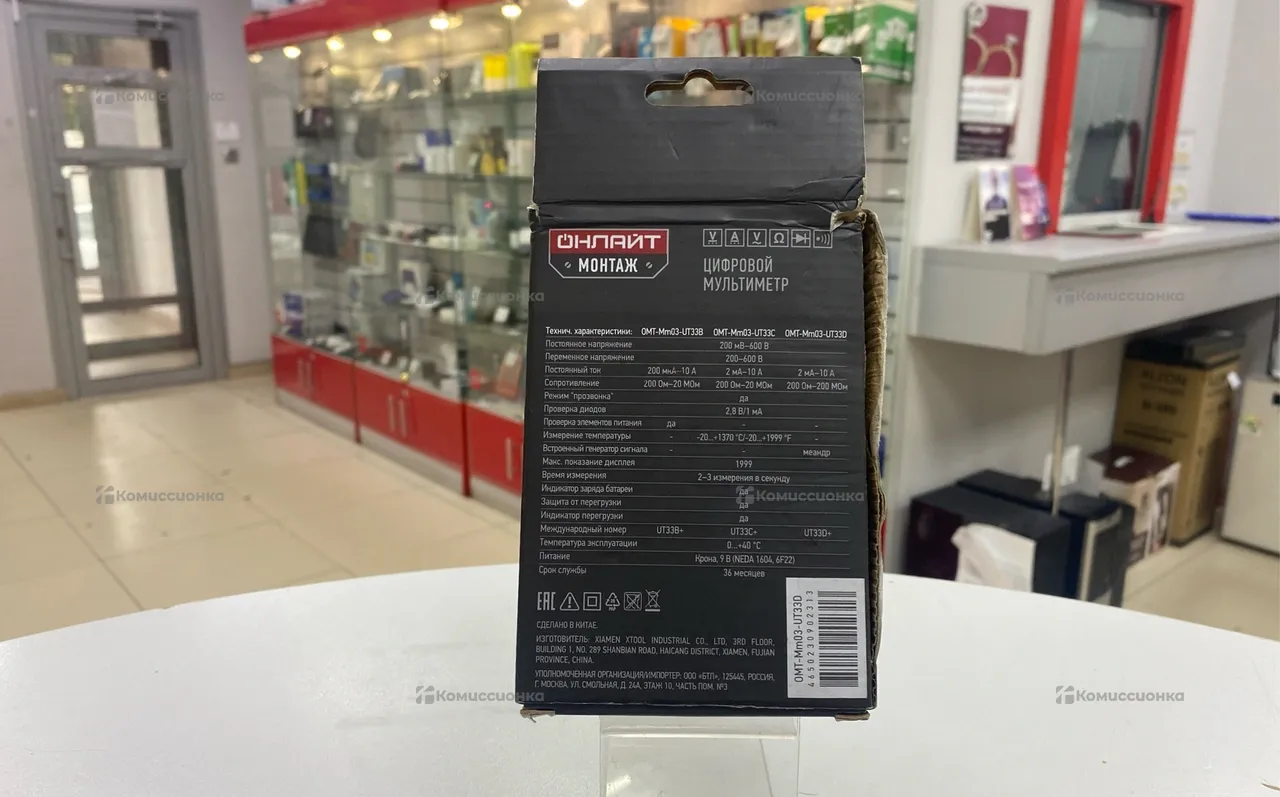 Комиссионка
Комиссионка
ОНЛАЙТ
МОНТАЖ
ЦИФРОВОЙ
МУЛЬТИМЕТР
Комиссионка
Комиссионка
Технич. характеристики: OMT-Mm03-UT33B OMT-Mm03-UT33C OMT-Mm03-UT33D
Постоянное напряжение 200 мВ–600 В
Переменное напряжение 200–600 В
Постоянный ток 200 мкА–10 А 2 мА–10 А 2 мА–10 А
Сопротивление 200 Ом–20 МОм 200 Ом–20 МОм 200 Ом–200 МОм
Режим "прозвонка" да
Проверка диодов 2,8 В/1 мА
Проверка элементов питания да - -
Измерение температуры - -20...+1370 °C/-20...+1999 °F -
Встроенный генератор сигнала - - меандр
Макс. показание дисплея 1999
Время измерения 2–3 измерения в секунду
Индикатор заряда батареи да
Защита от перегрузки да
Индикатор перегрузки да
Международный номер UT33B+ UT33C+ UT33D+
Температура эксплуатации 0...+40 °C
Питание Крона, 9 В (NEDA 1604, 6F22)
Срок службы 36 месяцев
Комиссионка
Комиссионка
EAC
СДЕЛАНО В КИТАЕ.
ИЗГОТОВИТЕЛЬ: XIAMEN XTOOL INDUSTRIAL CO., LTD, 3RD FLOOR,
BUILDING 1, NO. 289 SHANBIAN ROAD, HAICANG DISTRICT, XIAMEN, FUJIAN
PROVINCE, CHINA.
УПОЛНОМОЧЕННАЯ ОРГАНИЗАЦИЯ/ИМПОРТЕР: ООО «БТЛ», 125445, РОССИЯ,
Г. МОСКВА, УЛ. СМОЛЬНАЯ, Д. 24А, ЭТАЖ 10, ЧАСТЬ ПОМ. №3
OMT-Mm03-UT33D
4650230902313
Комиссионка
Комиссионка